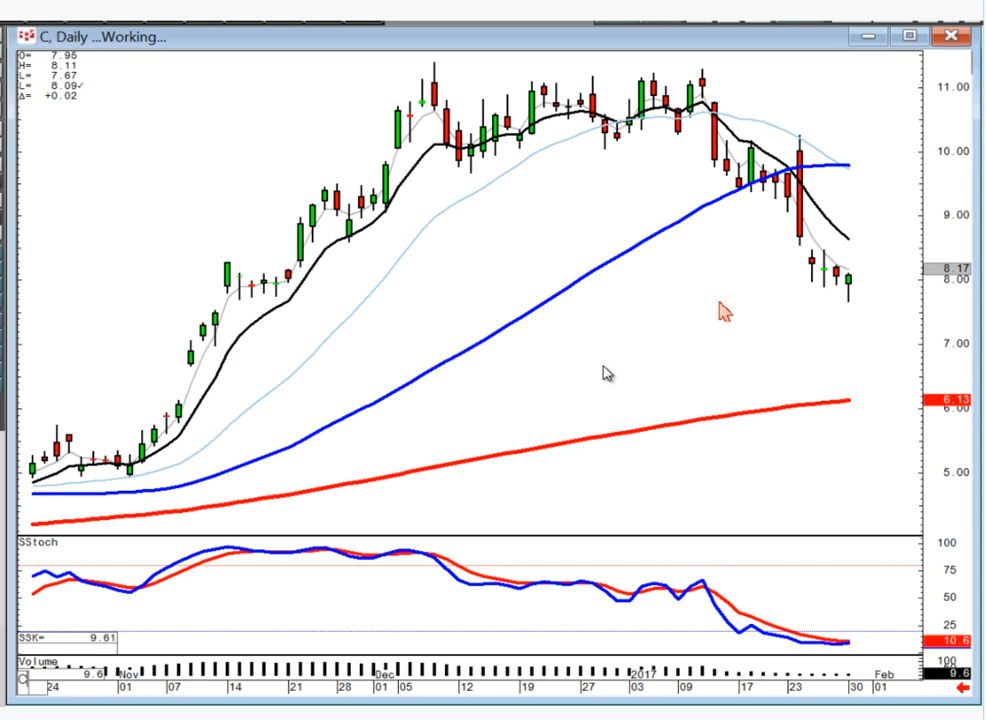 C, Daily ...Working...
O= 7.95
H= 8.11
L= 7.67
L= 8.09✓
Δ= +0.02
11.00
10.00
9.00
8.17
8.00
7.00
6.13
6.00
5.00
SStoch
100
75
50
25
SSK= 9.61
10.6
Volume
100
9.6 Nov Dec 2017 Feb 9.6
C 24 01 07 14 21 28 01 05 12 19 27 03 09 17 23 30 01